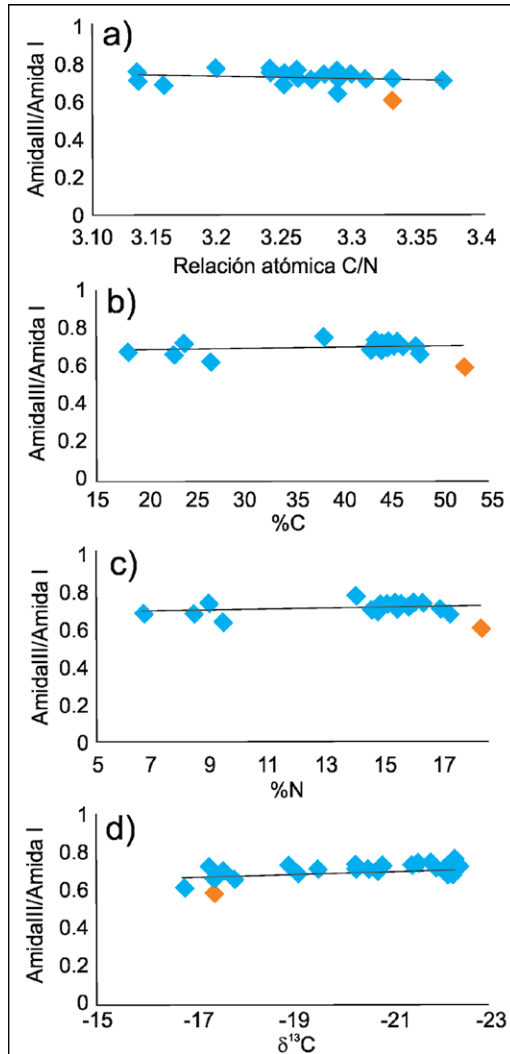 a)
AmidaIII/Amida I
1
0.8
0.6
0.4
0.2
0
3.10 3.15 3.2 3.25 3.3 3.35 3.4
Relación atómica C/N
b)
AmidaIII/Amida I
1
0.8
0.6
0.4
0.2
0
15 20 25 30 35 40 45 50 55
%C
c)
AmidaIII/Amida I
1
0.8
0.6
0.4
0.2
0
5 7 9 11 13 15 17
%N
d)
AmidaIII/Amida I
1
0.8
0.6
0.4
0.2
0
-15 -17 -19 -21 -23
δ¹³C